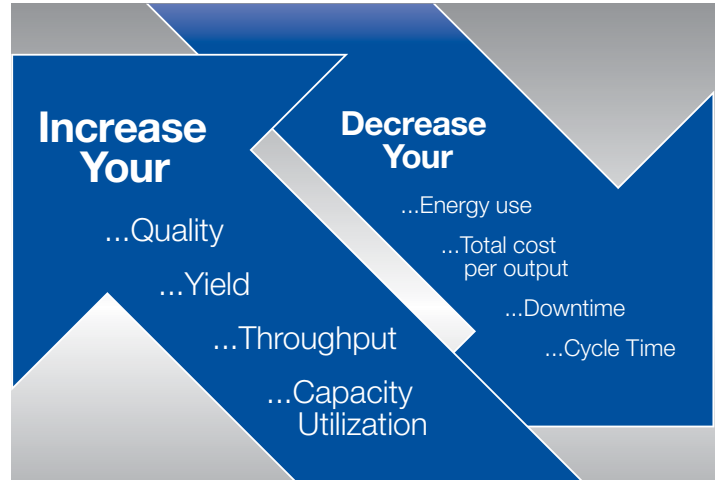 Increase
Your
...Quality
...Yield
...Throughput
...Capacity
Utilization
Decrease
Your
...Energy use
...Total cost
per output
...Downtime
...Cycle Time